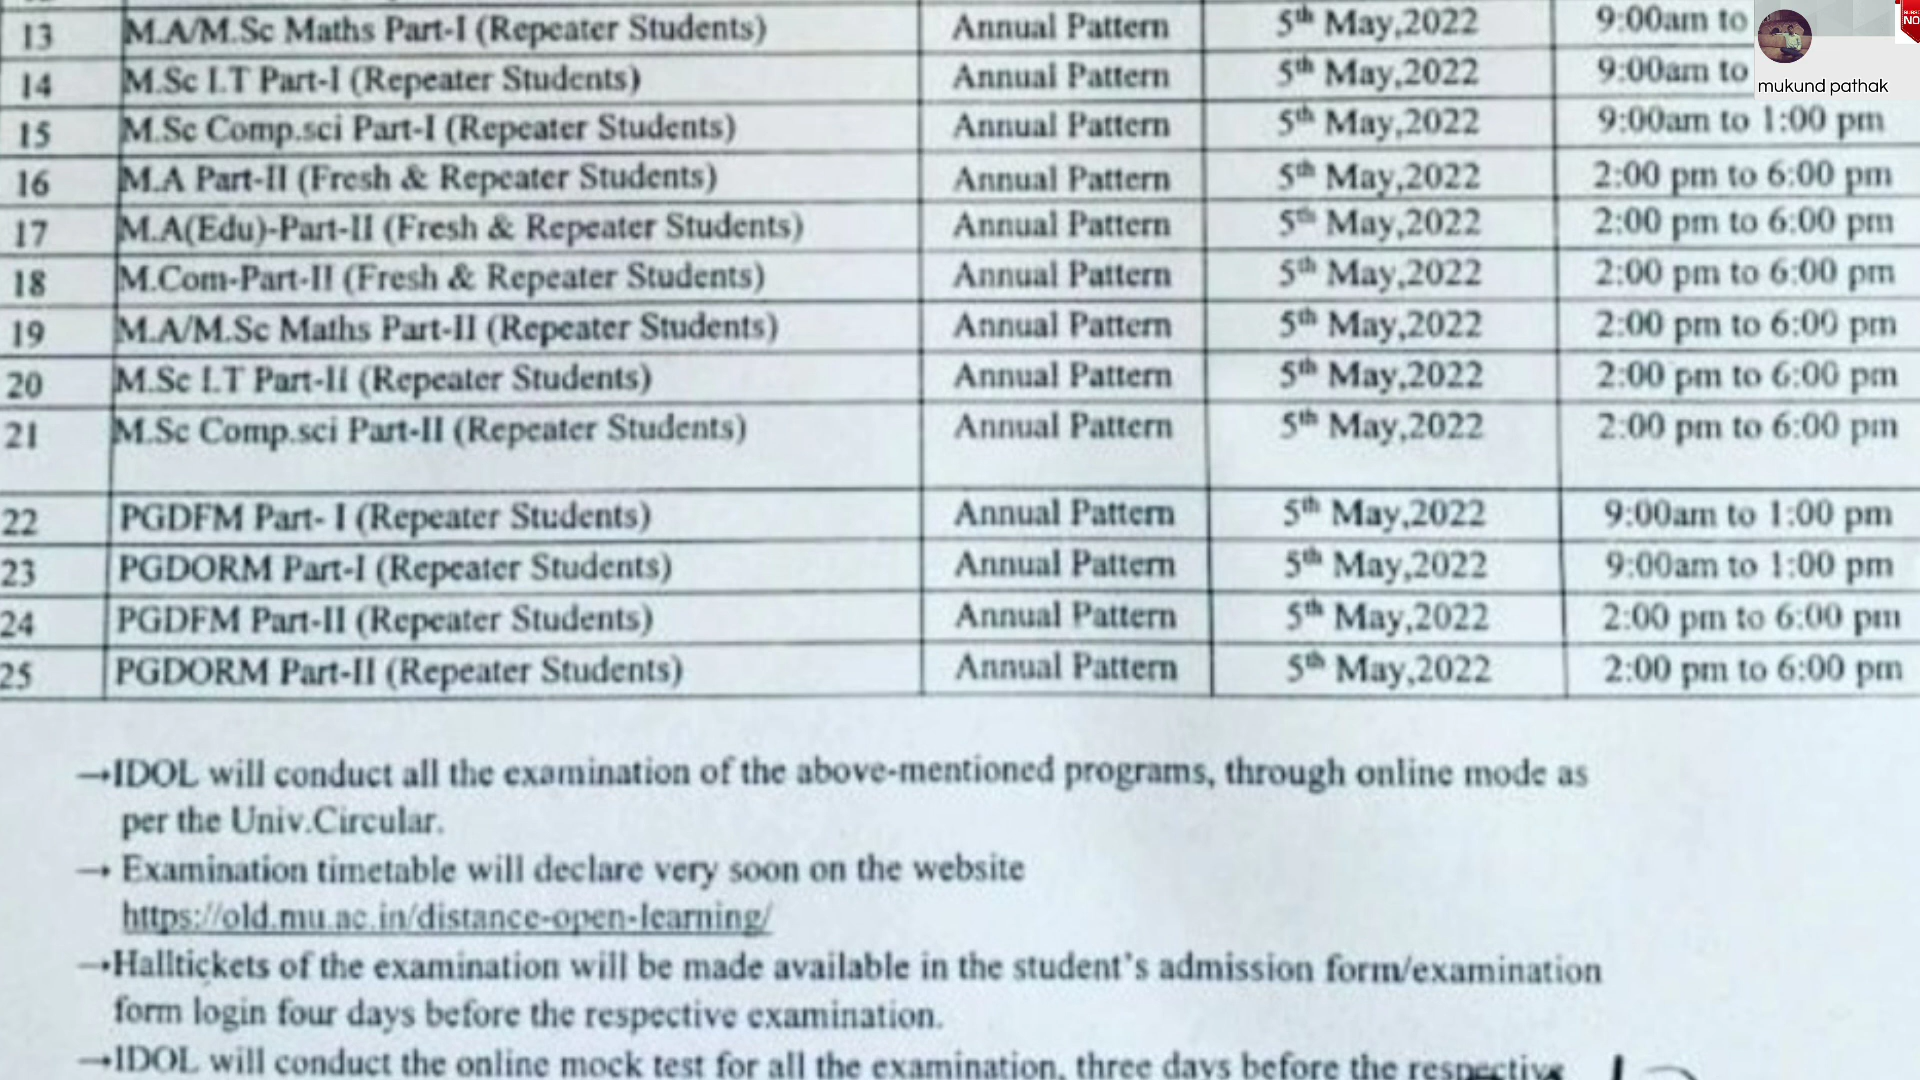 13 M.A/M.Sc Maths Part-I (Repeater Students) Annual Pattern 5th May,2022 9:00am to
14 M.Sc I.T Part-I (Repeater Students) Annual Pattern 5th May,2022 9:00am to
mukund pathak
15 M.Sc Comp.sci Part-I (Repeater Students) Annual Pattern 5th May,2022 9:00am to 1:00 pm
16 M.A Part-II (Fresh & Repeater Students) Annual Pattern 5th May,2022 2:00 pm to 6:00 pm
17 M.A(Edu)-Part-II (Fresh & Repeater Students) Annual Pattern 5th May,2022 2:00 pm to 6:00 pm
18 M.Com-Part-II (Fresh & Repeater Students) Annual Pattern 5th May,2022 2:00 pm to 6:00 pm
19 M.A/M.Sc Maths Part-II (Repeater Students) Annual Pattern 5th May,2022 2:00 pm to 6:00 pm
20 M.Sc I.T Part-II (Repeater Students) Annual Pattern 5th May,2022 2:00 pm to 6:00 pm
21 M.Sc Comp.sci Part-II (Repeater Students) Annual Pattern 5th May,2022 2:00 pm to 6:00 pm
22 PGDFM Part- I (Repeater Students) Annual Pattern 5th May,2022 9:00am to 1:00 pm
23 PGDORM Part-I (Repeater Students) Annual Pattern 5th May,2022 9:00am to 1:00 pm
24 PGDFM Part-II (Repeater Students) Annual Pattern 5th May,2022 2:00 pm to 6:00 pm
25 PGDORM Part-II (Repeater Students) Annual Pattern 5th May,2022 2:00 pm to 6:00 pm
→IDOL will conduct all the examination of the above-mentioned programs, through online mode as
per the Univ.Circular.
→ Examination timetable will declare very soon on the website
https://old.mu.ac.in/distance-open-learning/
→Halltickets of the examination will be made available in the student's admission form/examination
form login four days before the respective examination.
→IDOL will conduct the online mock test for all the examination, three days before the respective